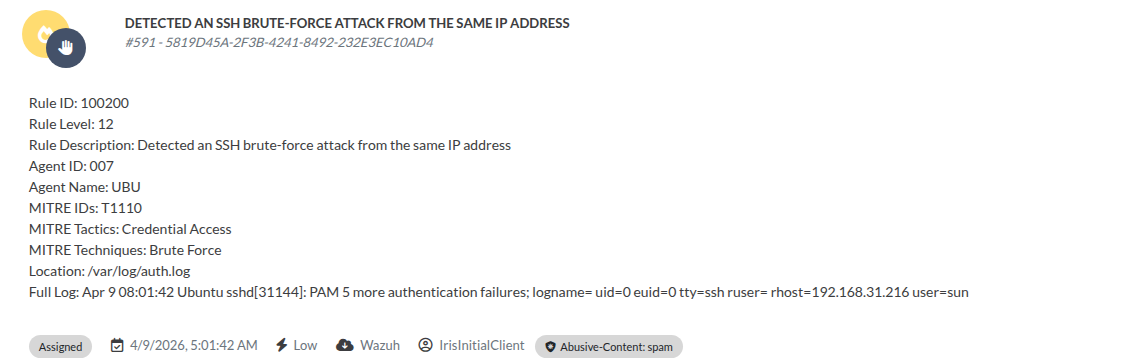 DETECTED AN SSH BRUTE-FORCE ATTACK FROM THE SAME IP ADDRESS
#591 - 5819D45A-2F3B-4241-8492-232E3EC10AD4
Rule ID: 100200
Rule Level: 12
Rule Description: Detected an SSH brute-force attack from the same IP address
Agent ID: 007
Agent Name: UBU
MITRE IDs: T1110
MITRE Tactics: Credential Access
MITRE Techniques: Brute Force
Location: /var/log/auth.log
Full Log: Apr 9 08:01:42 Ubuntu sshd[31144]: PAM 5 more authentication failures; logname= uid=0 euid=0 tty=ssh ruser= rhost=192.168.31.216 user=sun
Assigned 4/9/2026, 5:01:42 AM Low Wazuh IrisInitialClient Abusive-Content: spam